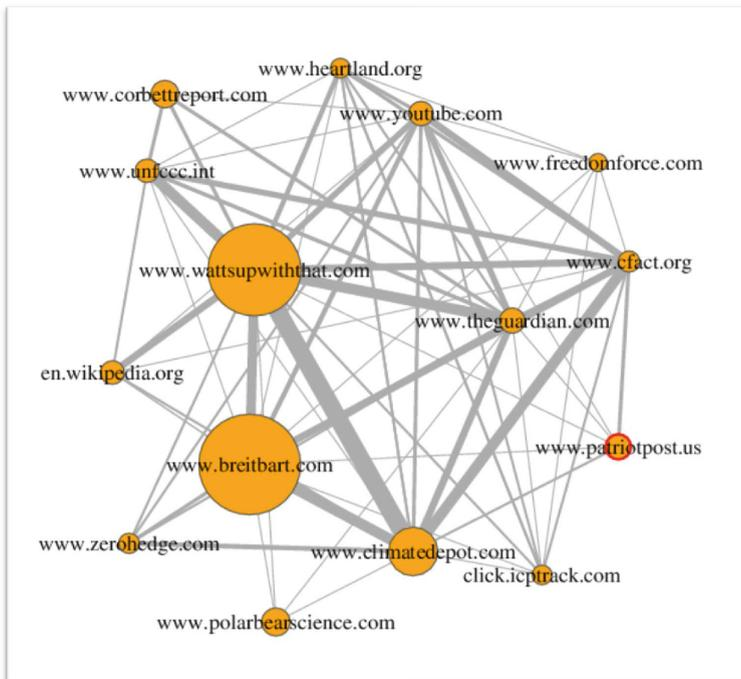 www.heartland.org
www.corbettreport.com
www.youtube.com
www.unfccc.int
www.freedomforce.com
www.wattsupwiththat.com
www.cfact.org
www.theguardian.com
en.wikipedia.org
www.patriotpost.us
www.breitbart.com
www.zerohedge.com
www.climatedepot.com
click.icptrack.com
www.polarbearscience.com